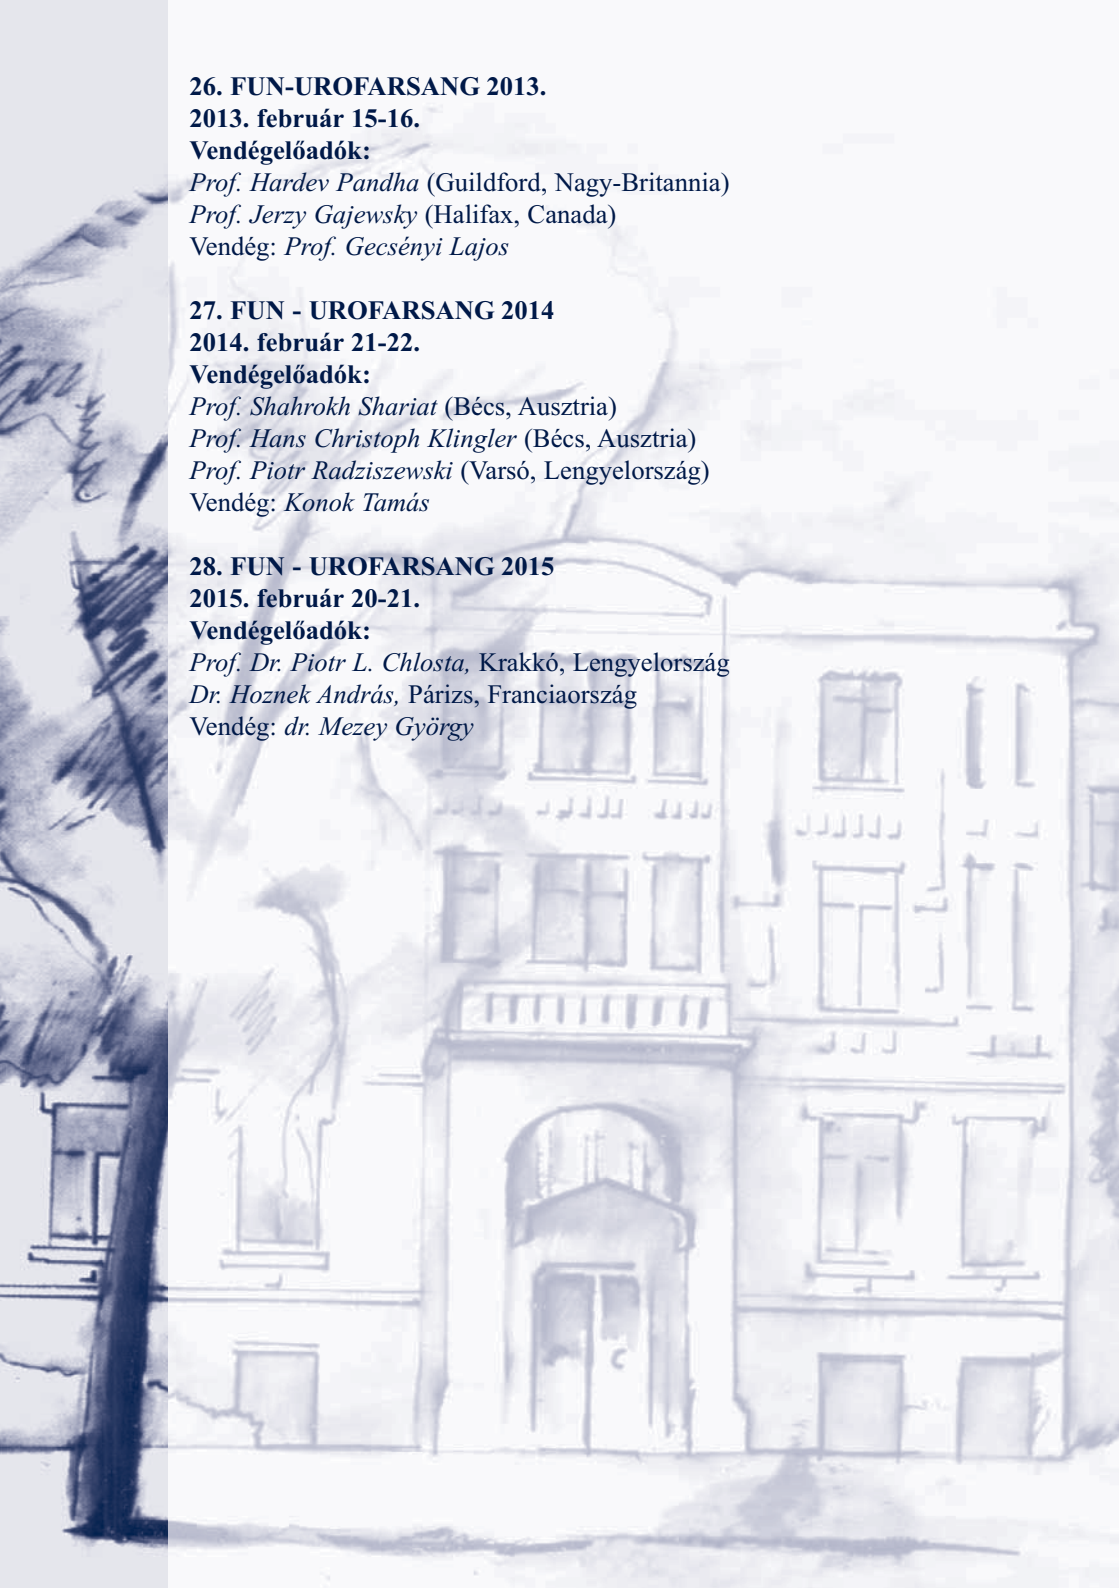 26. FUN-UROFARSANG 2013.
2013. február 15-16.
Vendégelőadók:
Prof. Hardev Pandha (Guildford, Nagy-Britannia)
Prof. Jerzy Gajewsky (Halifax, Canada)
Vendég: Prof. Gecsényi Lajos
27. FUN - UROFARSANG 2014
2014. február 21-22.
Vendégelőadók:
Prof. Shahrokh Shariat (Bécs, Ausztria)
Prof. Hans Christoph Klingler (Bécs, Ausztria)
Prof. Piotr Radziszewski (Varsó, Lengyelország)
Vendég: Konok Tamás
28. FUN - UROFARSANG 2015
2015. február 20-21.
Vendégelőadók:
Prof. Dr. Piotr L. Chlosta, Krakkó, Lengyelország
Dr. Hoznek András, Párizs, Franciaország
Vendég: dr. Mezey György